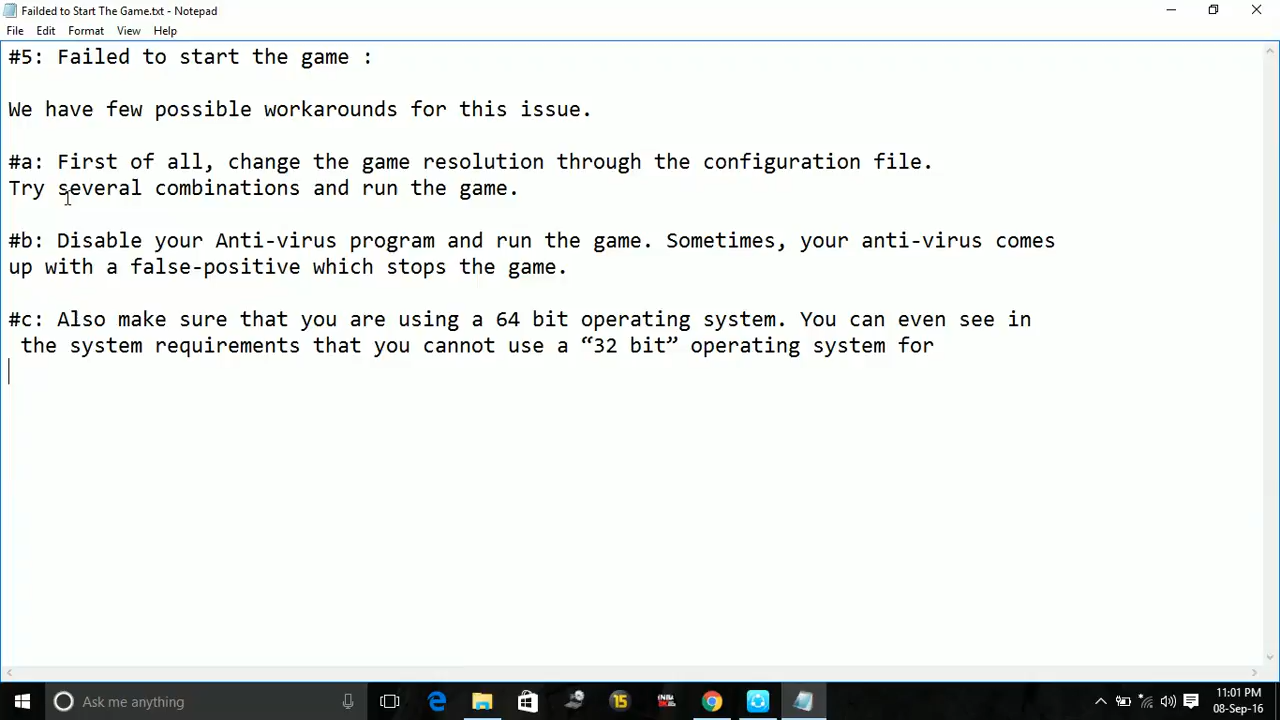 Failded to Start The Game.txt - Notepad
File Edit Format View Help
#5: Failed to start the game :
We have few possible workarounds for this issue.
#a: First of all, change the game resolution through the configuration file.
Try several combinations and run the game.
#b: Disable your Anti-virus program and run the game. Sometimes, your anti-virus comes
up with a false-positive which stops the game.
#c: Also make sure that you are using a 64 bit operating system. You can even see in
the system requirements that you cannot use a “32 bit” operating system for
Ask me anything
15
11:01 PM
08-Sep-16